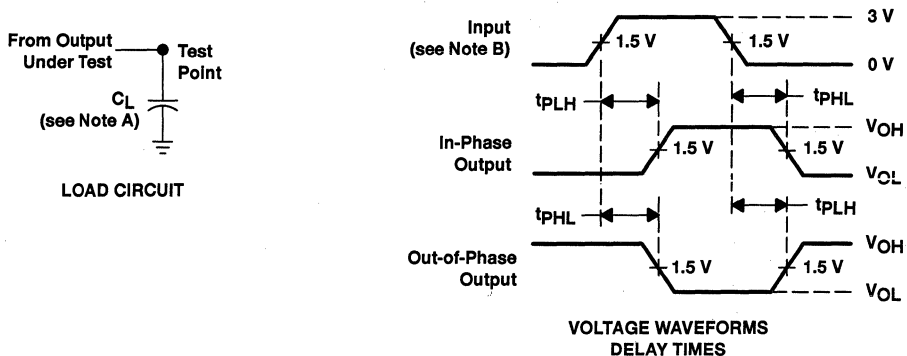 From Output
Under Test
Test
Point
CL
(see Note A)
LOAD CIRCUIT
Input
(see Note B)
1.5 V
1.5 V
3 V
0 V
tPLH
tPHL
In-Phase
Output
1.5 V
1.5 V
VOH
VOL
tPHL
tPLH
Out-of-Phase
Output
1.5 V
1.5 V
VOH
VOL
VOLTAGE WAVEFORMS
DELAY TIMES